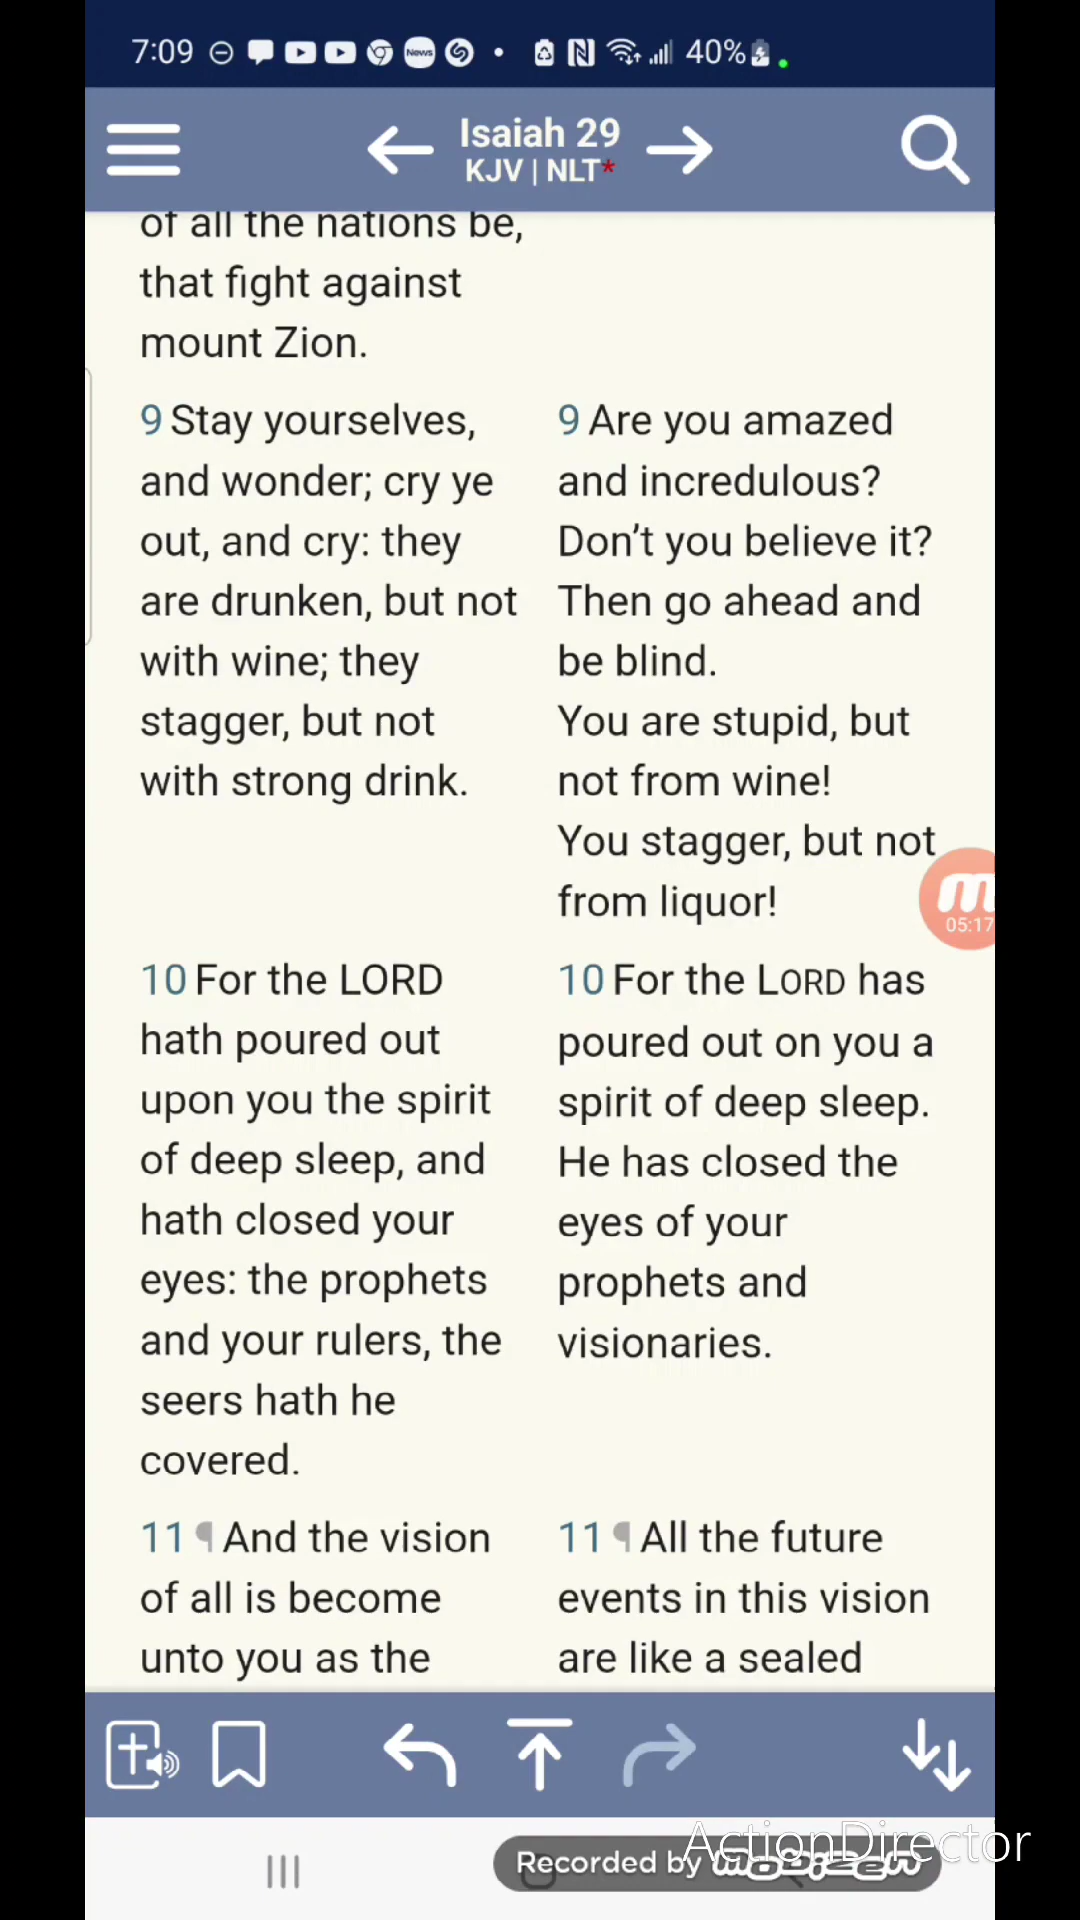 7:09 News 40%
Isaiah 29
KJV | NLT*
of all the nations be,
that fight against
mount Zion.
9 Stay yourselves,
and wonder; cry ye
out, and cry: they
are drunken, but not
with wine; they
stagger, but not
with strong drink.
9 Are you amazed
and incredulous?
Don’t you believe it?
Then go ahead and
be blind.
You are stupid, but
not from wine!
You stagger, but not
from liquor!
m
05:17
10 For the LORD
hath poured out
upon you the spirit
of deep sleep, and
hath closed your
eyes: the prophets
and your rulers, the
seers hath he
covered.
10 For the LORD has
poured out on you a
spirit of deep sleep.
He has closed the
eyes of your
prophets and
visionaries.
11 ¶ And the vision
of all is become
unto you as the
11 ¶ All the future
events in this vision
are like a sealed
ActionDirector
Recorded by MOBIZEN